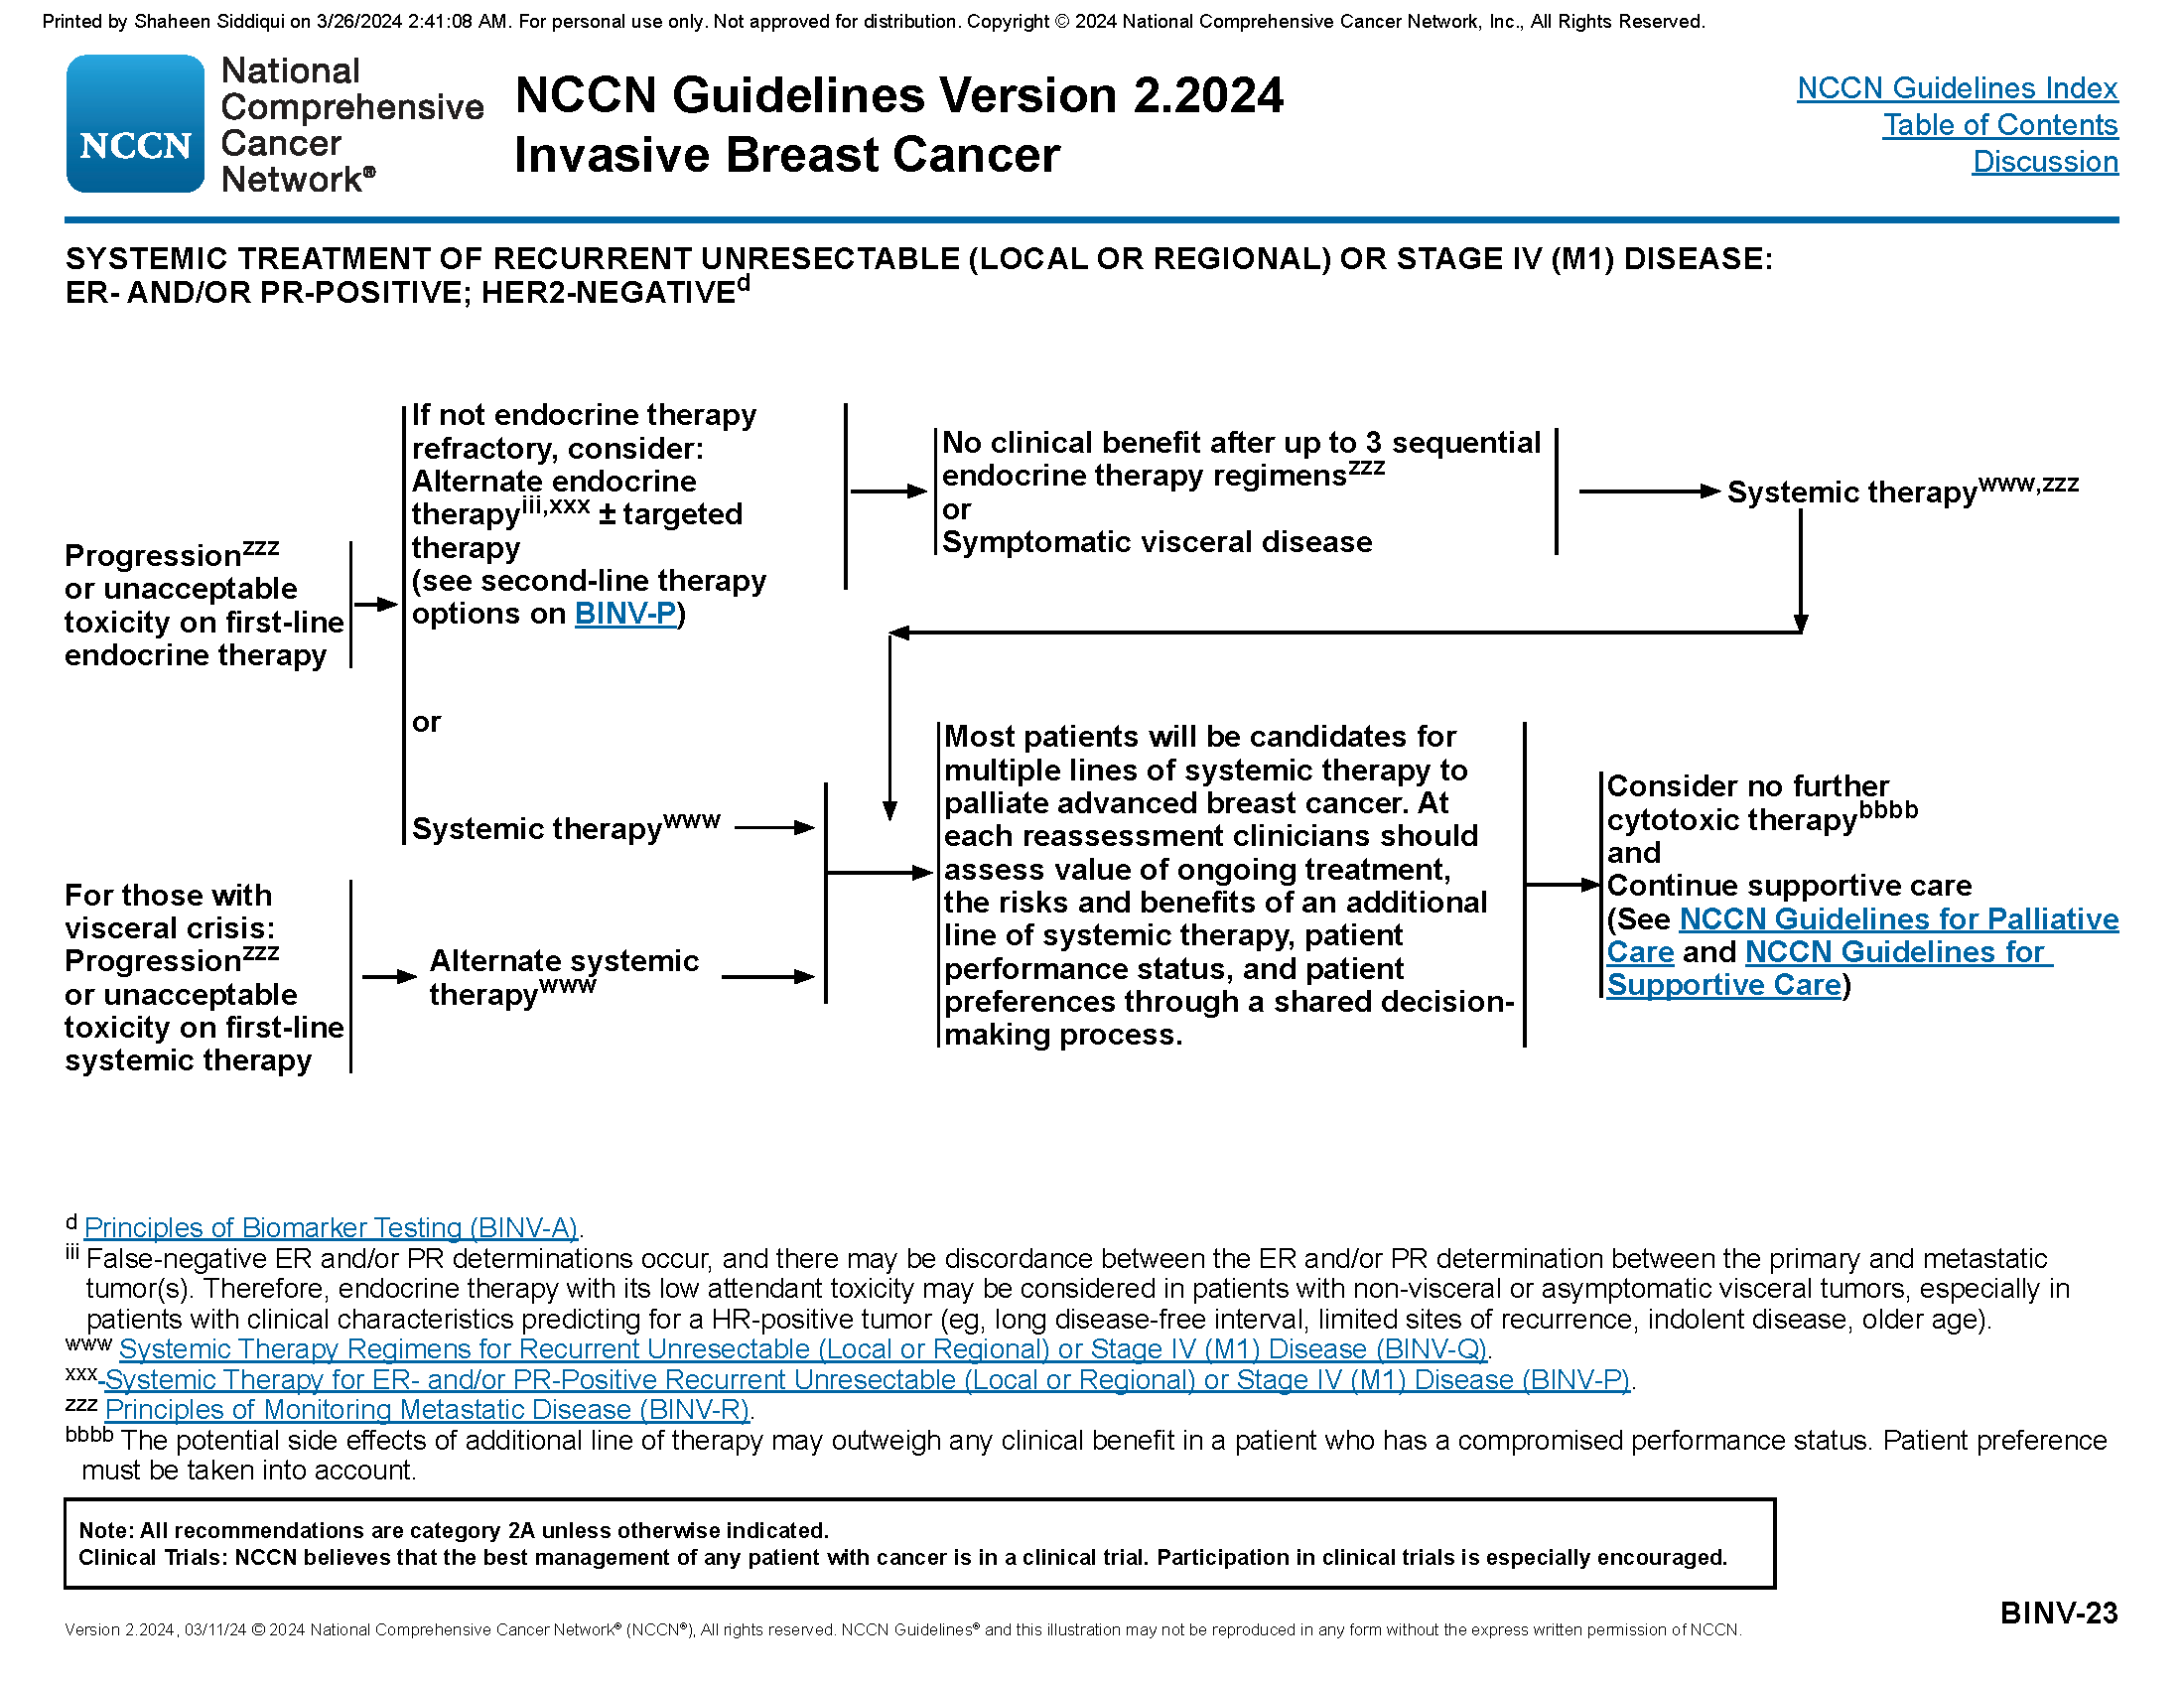 Printed by Shaheen Siddiqui on 3/26/2024 2:41:08 AM. For personal use only. Not approved for distribution. Copyright © 2024 National Comprehensive Cancer Network, Inc., All Rights Reserved.
NCCN
National
Comprehensive
Cancer
Network®
NCCN Guidelines Version 2.2024
Invasive Breast Cancer
NCCN Guidelines Index
Table of Contents
Discussion
SYSTEMIC TREATMENT OF RECURRENT UNRESECTABLE (LOCAL OR REGIONAL) OR STAGE IV (M1) DISEASE:
ER- AND/OR PR-POSITIVE; HER2-NEGATIVEd
Progressionzzz
or unacceptable
toxicity on first-line
endocrine therapy
If not endocrine therapy
refractory, consider:
Alternate endocrine
therapyiii,xxx ± targeted
therapy
(see second-line therapy
options on BINV-P)
or
Systemic therapywww
No clinical benefit after up to 3 sequential
endocrine therapy regimenszzz
or
Symptomatic visceral disease
Systemic therapywww,zzz
For those with
visceral crisis:
Progressionzzz
or unacceptable
toxicity on first-line
systemic therapy
Alternate systemic
therapywww
Most patients will be candidates for
multiple lines of systemic therapy to
palliate advanced breast cancer. At
each reassessment clinicians should
assess value of ongoing treatment,
the risks and benefits of an additional
line of systemic therapy, patient
performance status, and patient
preferences through a shared decision-
making process.
Consider no further
cytotoxic therapybbbb
and
Continue supportive care
(See NCCN Guidelines for Palliative
Care and NCCN Guidelines for
Supportive Care)
d Principles of Biomarker Testing (BINV-A).
iii False-negative ER and/or PR determinations occur, and there may be discordance between the ER and/or PR determination between the primary and metastatic
tumor(s). Therefore, endocrine therapy with its low attendant toxicity may be considered in patients with non-visceral or asymptomatic visceral tumors, especially in
patients with clinical characteristics predicting for a HR-positive tumor (eg, long disease-free interval, limited sites of recurrence, indolent disease, older age).
www Systemic Therapy Regimens for Recurrent Unresectable (Local or Regional) or Stage IV (M1) Disease (BINV-Q).
xxx Systemic Therapy for ER- and/or PR-Positive Recurrent Unresectable (Local or Regional) or Stage IV (M1) Disease (BINV-P).
zzz Principles of Monitoring Metastatic Disease (BINV-R).
bbbb The potential side effects of additional line of therapy may outweigh any clinical benefit in a patient who has a compromised performance status. Patient preference
must be taken into account.
Note: All recommendations are category 2A unless otherwise indicated.
Clinical Trials: NCCN believes that the best management of any patient with cancer is in a clinical trial. Participation in clinical trials is especially encouraged.
BINV-23
Version 2.2024, 03/11/24 © 2024 National Comprehensive Cancer Network® (NCCN®), All rights reserved. NCCN Guidelines® and this illustration may not be reproduced in any form without the express written permission of NCCN.